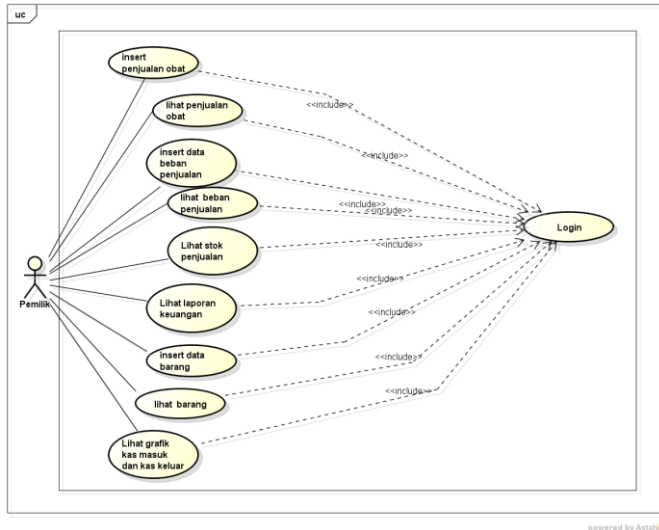 uc
insert
penjualan obat
<<include>>
lihat penjualan
obat
<<include>>
insert data
beban
penjualan
lihat beban
penjualan
<<include>>
<<include>>
Login
Lihat stok
penjualan
<<include>>
Pemilik
Lihat laporan
keuangan
<<include>>
insert data
barang
<<include>>
<<include>>
lihat barang
<<include>>
Lihat grafik
kas masuk
dan kas keluar
powered by Astah